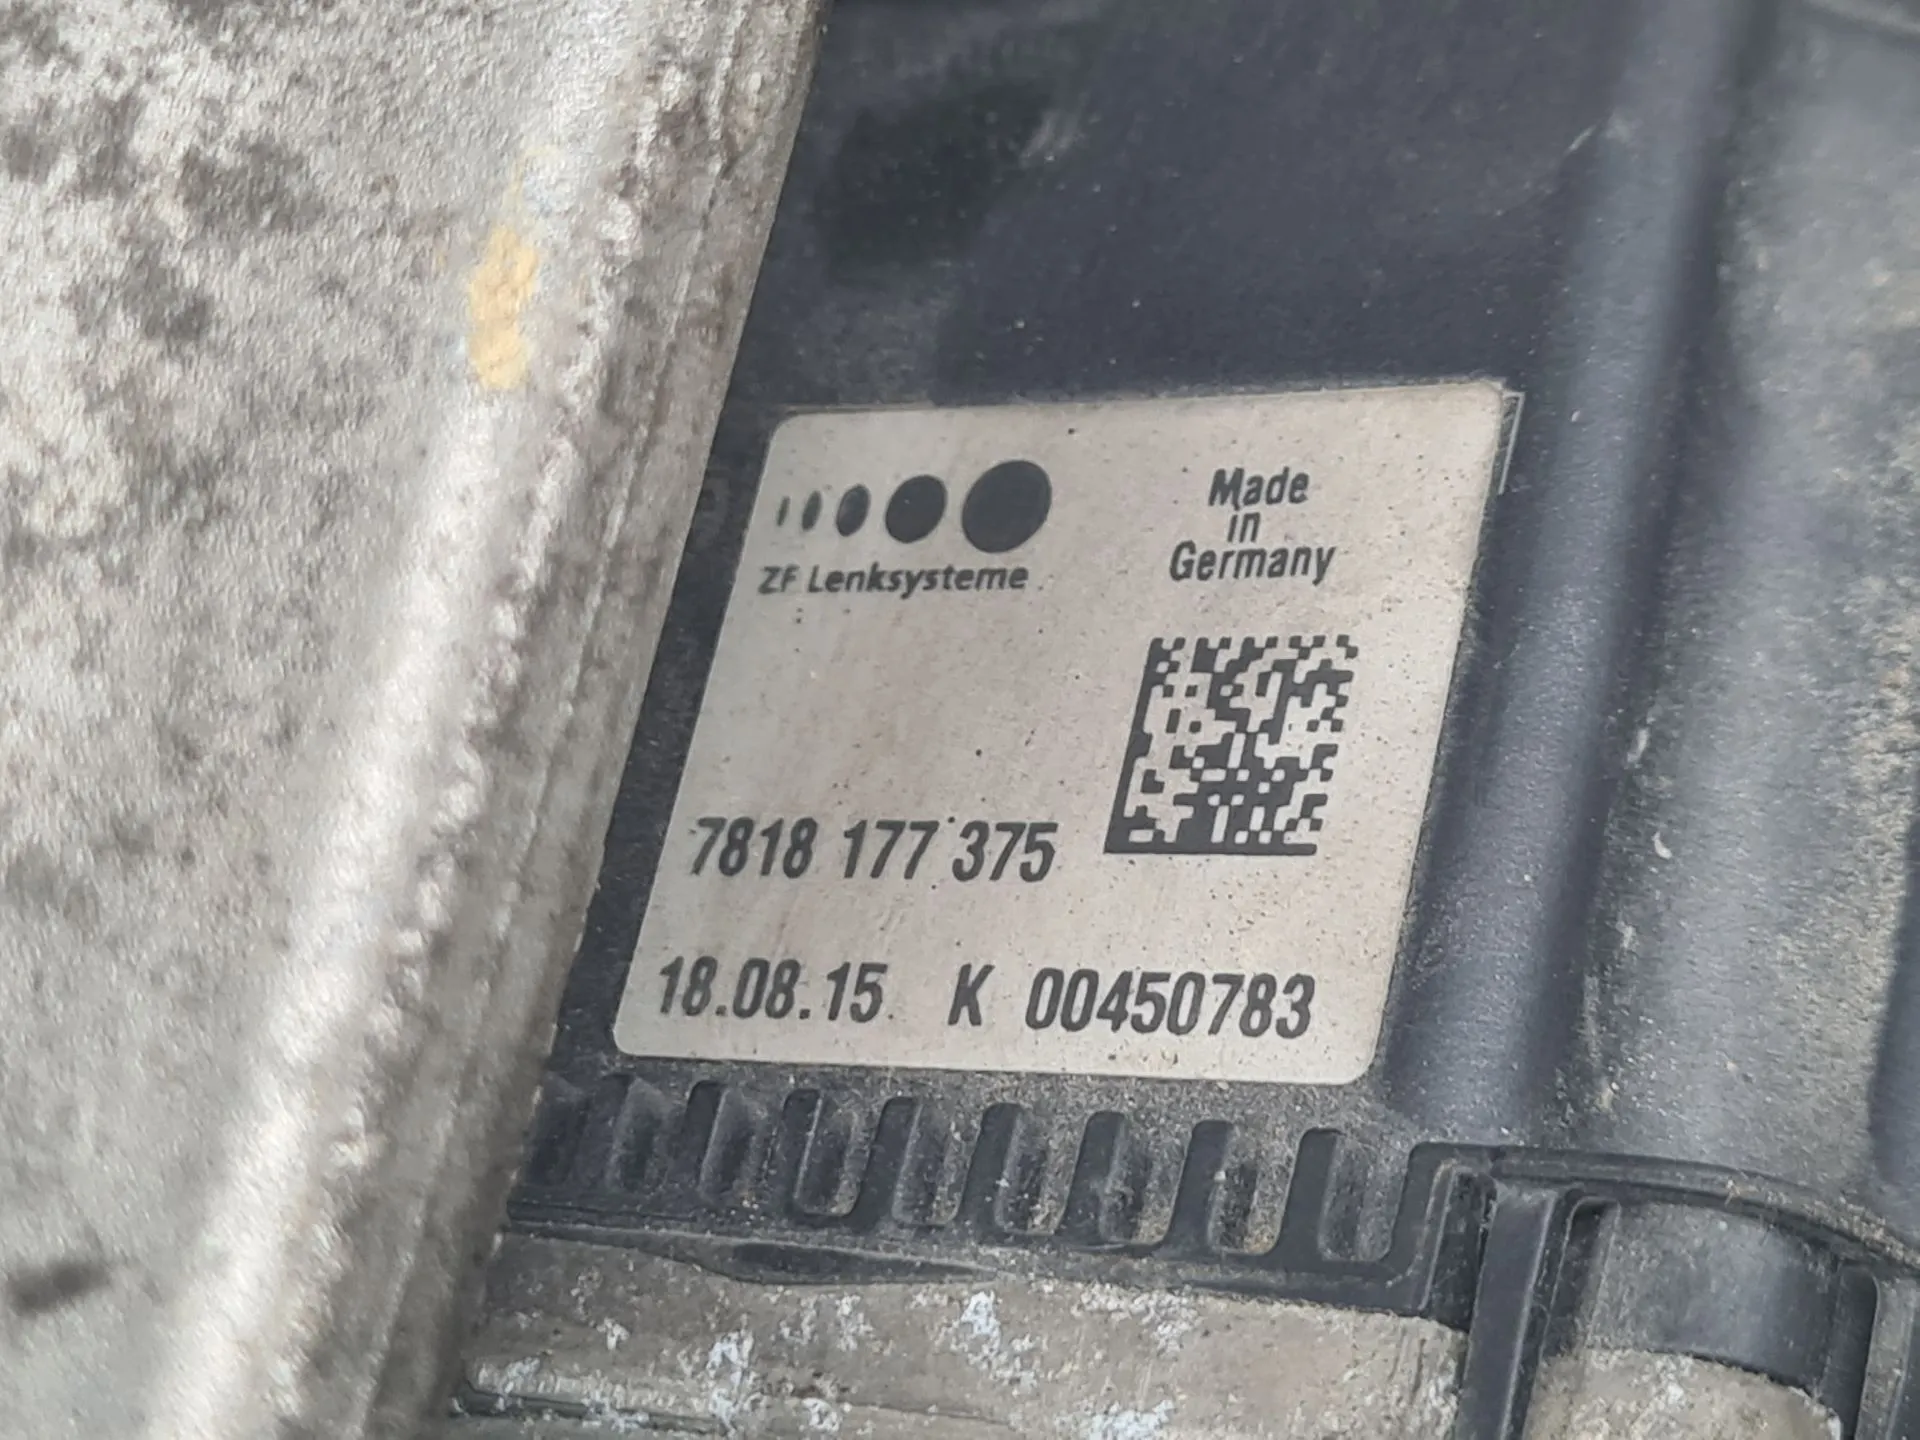 ZF Lenksysteme
Made
in
Germany
7818 177 375
18.08.15 K 00450783